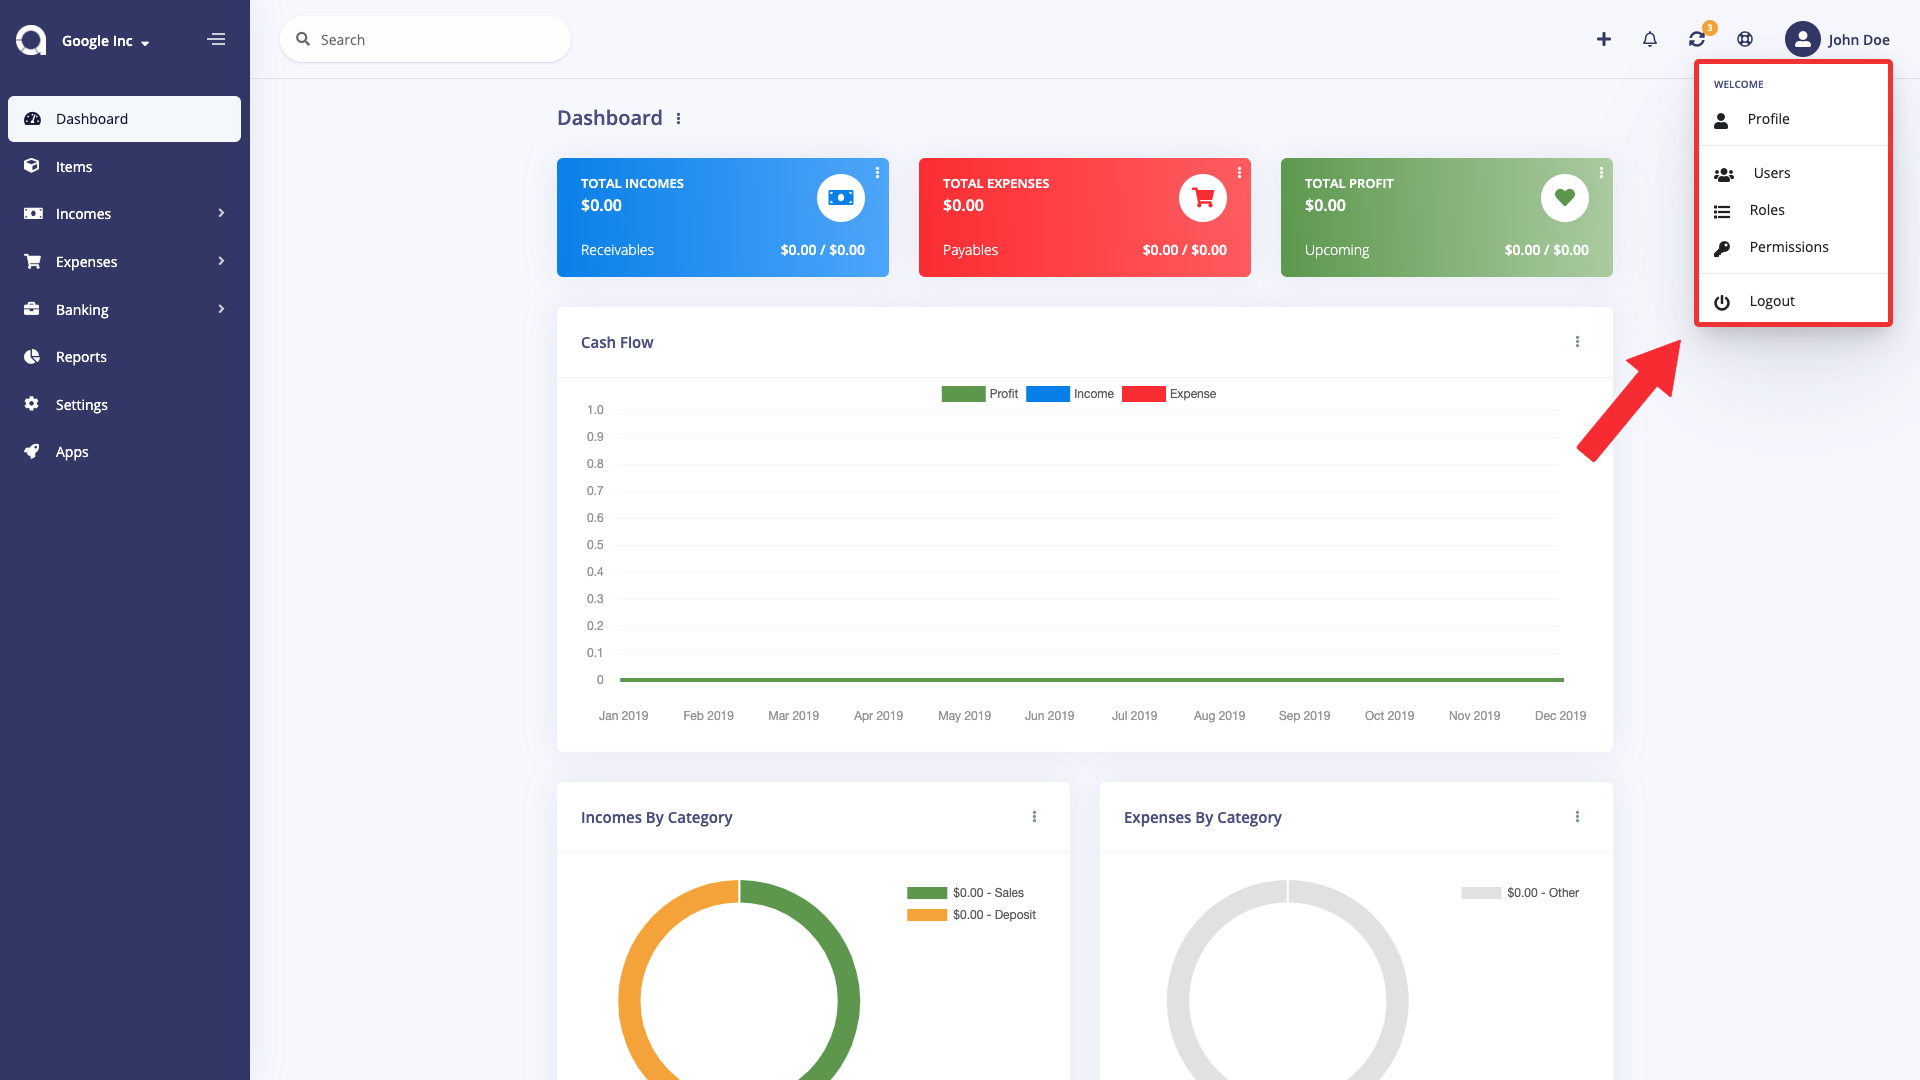 Google Inc
Search
3
John Doe
WELCOME
Profile
Users
Roles
Permissions
Logout
Dashboard
Items
Incomes
Expenses
Banking
Reports
Settings
Apps
Dashboard
TOTAL INCOMES
$0.00
Receivables $0.00 / $0.00
TOTAL EXPENSES
$0.00
Payables $0.00 / $0.00
TOTAL PROFIT
$0.00
Upcoming $0.00 / $0.00
Cash Flow
Profit Income Expense
1.0
0.9
0.8
0.7
0.6
0.5
0.4
0.3
0.2
0.1
0
Jan 2019 Feb 2019 Mar 2019 Apr 2019 May 2019 Jun 2019 Jul 2019 Aug 2019 Sep 2019 Oct 2019 Nov 2019 Dec 2019
Incomes By Category
$0.00 - Sales
$0.00 - Deposit
Expenses By Category
$0.00 - Other